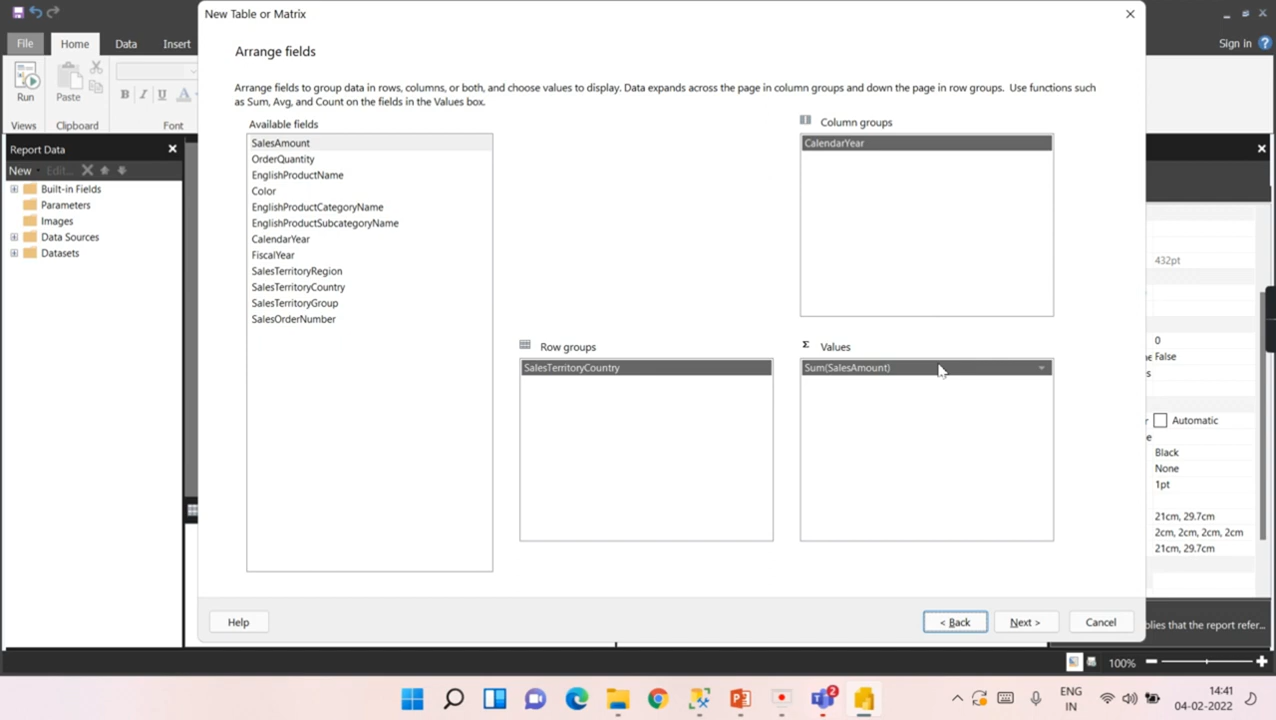 New Table or Matrix
File
Home
Data
Insert
Sign in
Run
Paste
B I U A
Views
Clipboard
Font
Report Data
New
Edit...
Built-in Fields
Parameters
Images
Data Sources
Datasets
Arrange fields
Arrange fields to group data in rows, columns, or both, and choose values to display. Data expands across the page in column groups and down the page in row groups. Use functions such
as Sum, Avg, and Count on the fields in the Values box.
Available fields
SalesAmount
OrderQuantity
EnglishProductName
Color
EnglishProductCategoryName
EnglishProductSubcategoryName
CalendarYear
FiscalYear
SalesTerritoryRegion
SalesTerritoryCountry
SalesTerritoryGroup
SalesOrderNumber
Column groups
CalendarYear
Row groups
SalesTerritoryCountry
Σ Values
Sum(SalesAmount)
432pt
0
False
Automatic
Black
None
1pt
21cm, 29.7cm
2cm, 2cm, 2cm, 2cm
21cm, 29.7cm
plies that the report refer...
Help
< Back
Next >
Cancel
100%
2
ENG
IN
14:41
04-02-2022